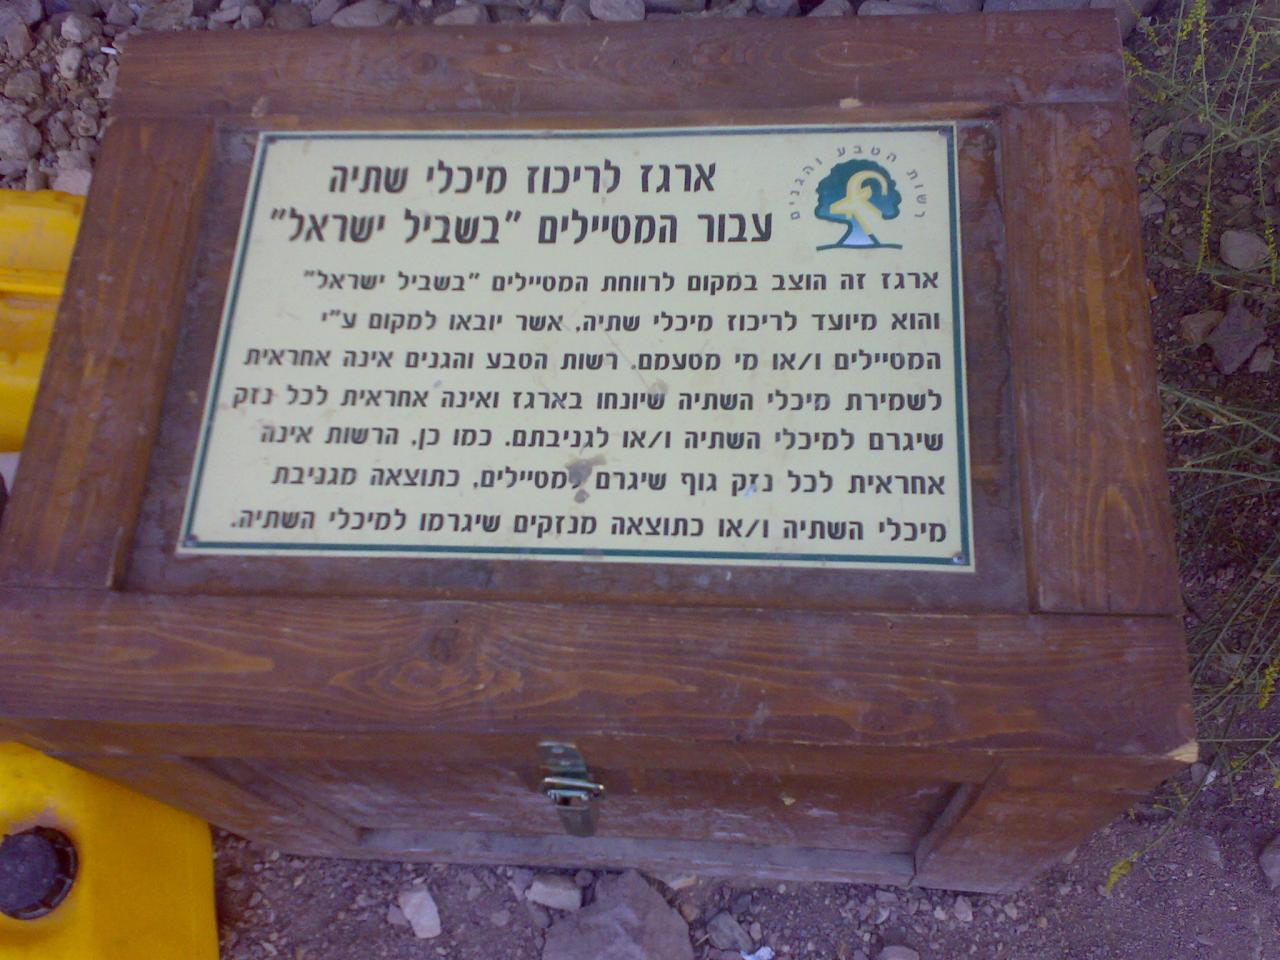 רשות הטבע והגנים
ארגז לריכוז מיכלי שתיה
עבור המטיילים "בשביל ישראל"
ארגז זה הוצב במקום לרווחת המטיילים "בשביל ישראל"
והוא מיועד לריכוז מיכלי שתיה, אשר יובאו למקום ע"י
המטיילים ו/או מי מטעמם. רשות הטבע והגנים אינה אחראית
לשמירת מיכלי השתיה שיונחו בארגז ואינה אחראית לכל נזק
שיגרם למיכלי השתיה ו/או לגניבתם. כמו כן, הרשות אינה
אחראית לכל נזק גוף שיגרם למטיילים, כתוצאה מגניבת
מיכלי השתיה ו/או כתוצאה מנזקים שיגרמו למיכלי השתיה.